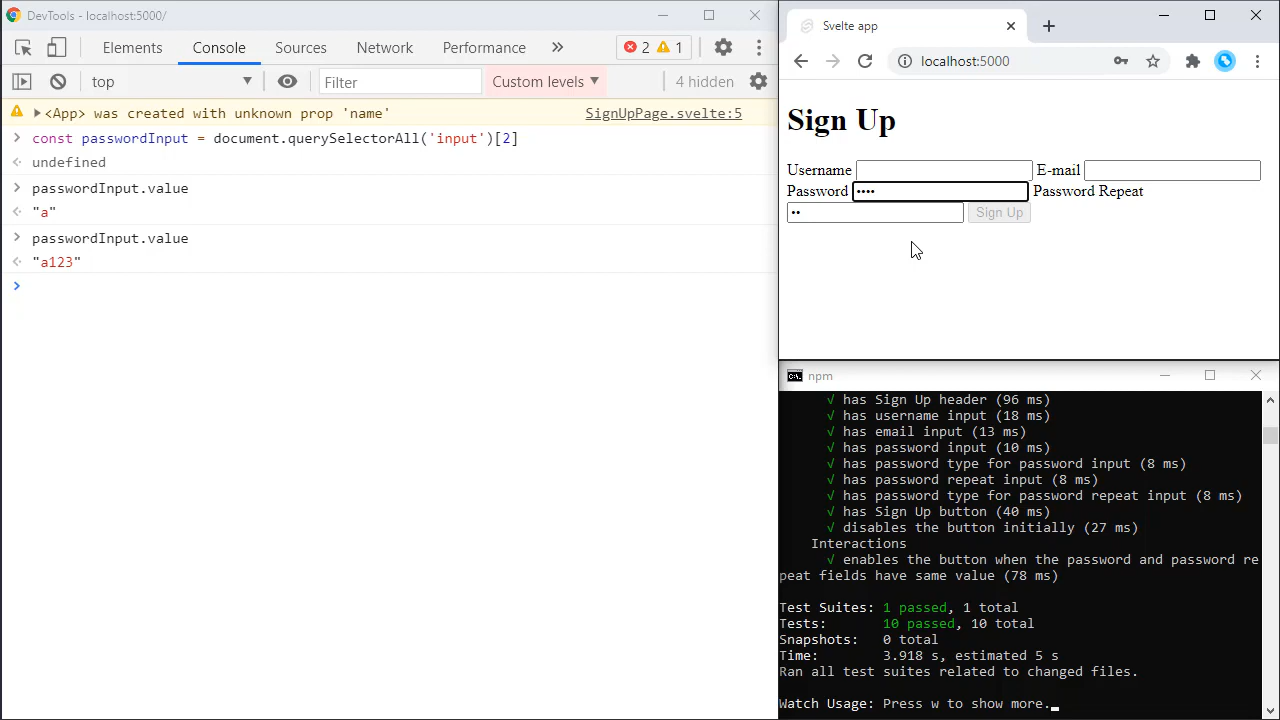 DevTools - localhost:5000/
Elements Console Sources Network Performance » 2 1
top Filter Custom levels 4 hidden
<App> was created with unknown prop 'name' SignUpPage.svelte:5
const passwordInput = document.querySelectorAll('input')[2]
undefined
passwordInput.value
"a"
passwordInput.value
"a123"
Svelte app
localhost:5000
Sign Up
Username E-mail
Password •••• Password Repeat
•• Sign Up
npm
√ has Sign Up header (96 ms)
√ has username input (18 ms)
√ has email input (13 ms)
√ has password input (10 ms)
√ has password type for password input (8 ms)
√ has password repeat input (8 ms)
√ has password type for password repeat input (8 ms)
√ has Sign Up button (40 ms)
√ disables the button initially (27 ms)
Interactions
√ enables the button when the password and password re
peat fields have same value (78 ms)
Test Suites: 1 passed, 1 total
Tests: 10 passed, 10 total
Snapshots: 0 total
Time: 3.918 s, estimated 5 s
Ran all test suites related to changed files.
Watch Usage: Press w to show more.